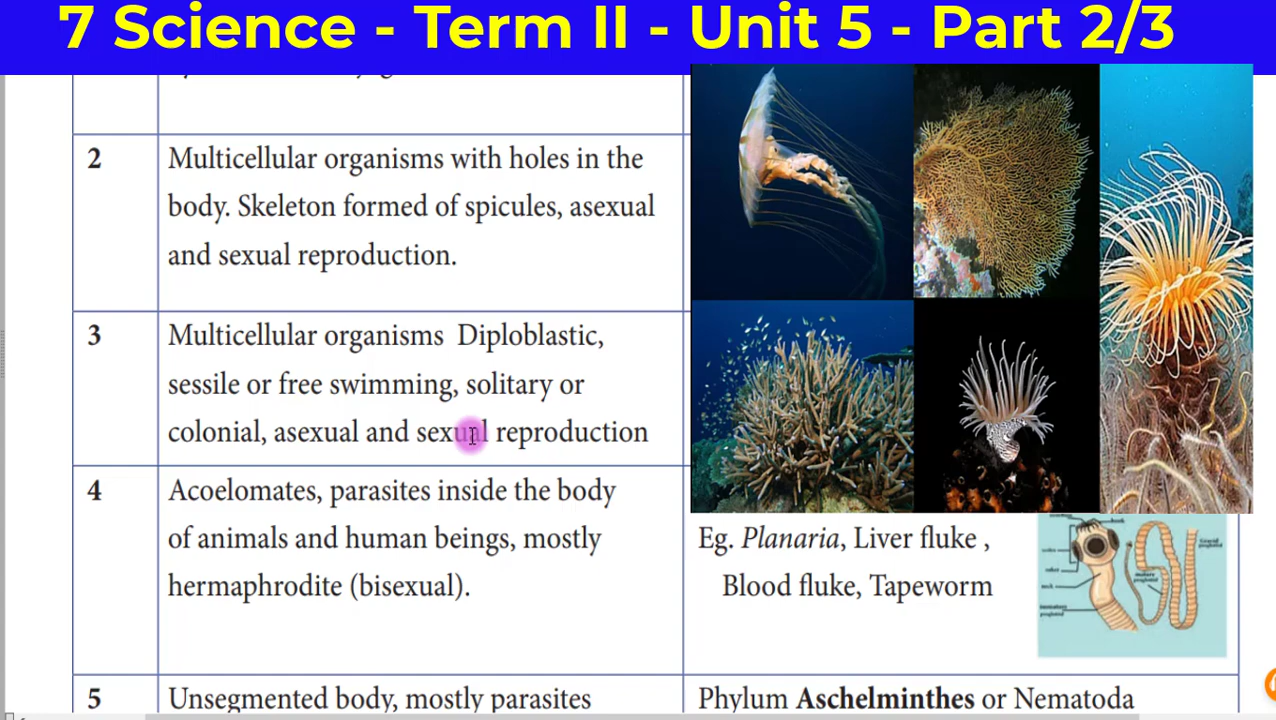 7 Science - Term II - Unit 5 - Part 2/3
2
Multicellular organisms with holes in the
body. Skeleton formed of spicules, asexual
and sexual reproduction.
3
Multicellular organisms Diploblastic,
sessile or free swimming, solitary or
colonial, asexual and sexual reproduction
4
Acoelomates, parasites inside the body
of animals and human beings, mostly
hermaphrodite (bisexual).
Eg. Planaria, Liver fluke ,
Blood fluke, Tapeworm
5
Unsegmented body, mostly parasites
Phylum Aschelminthes or Nematoda